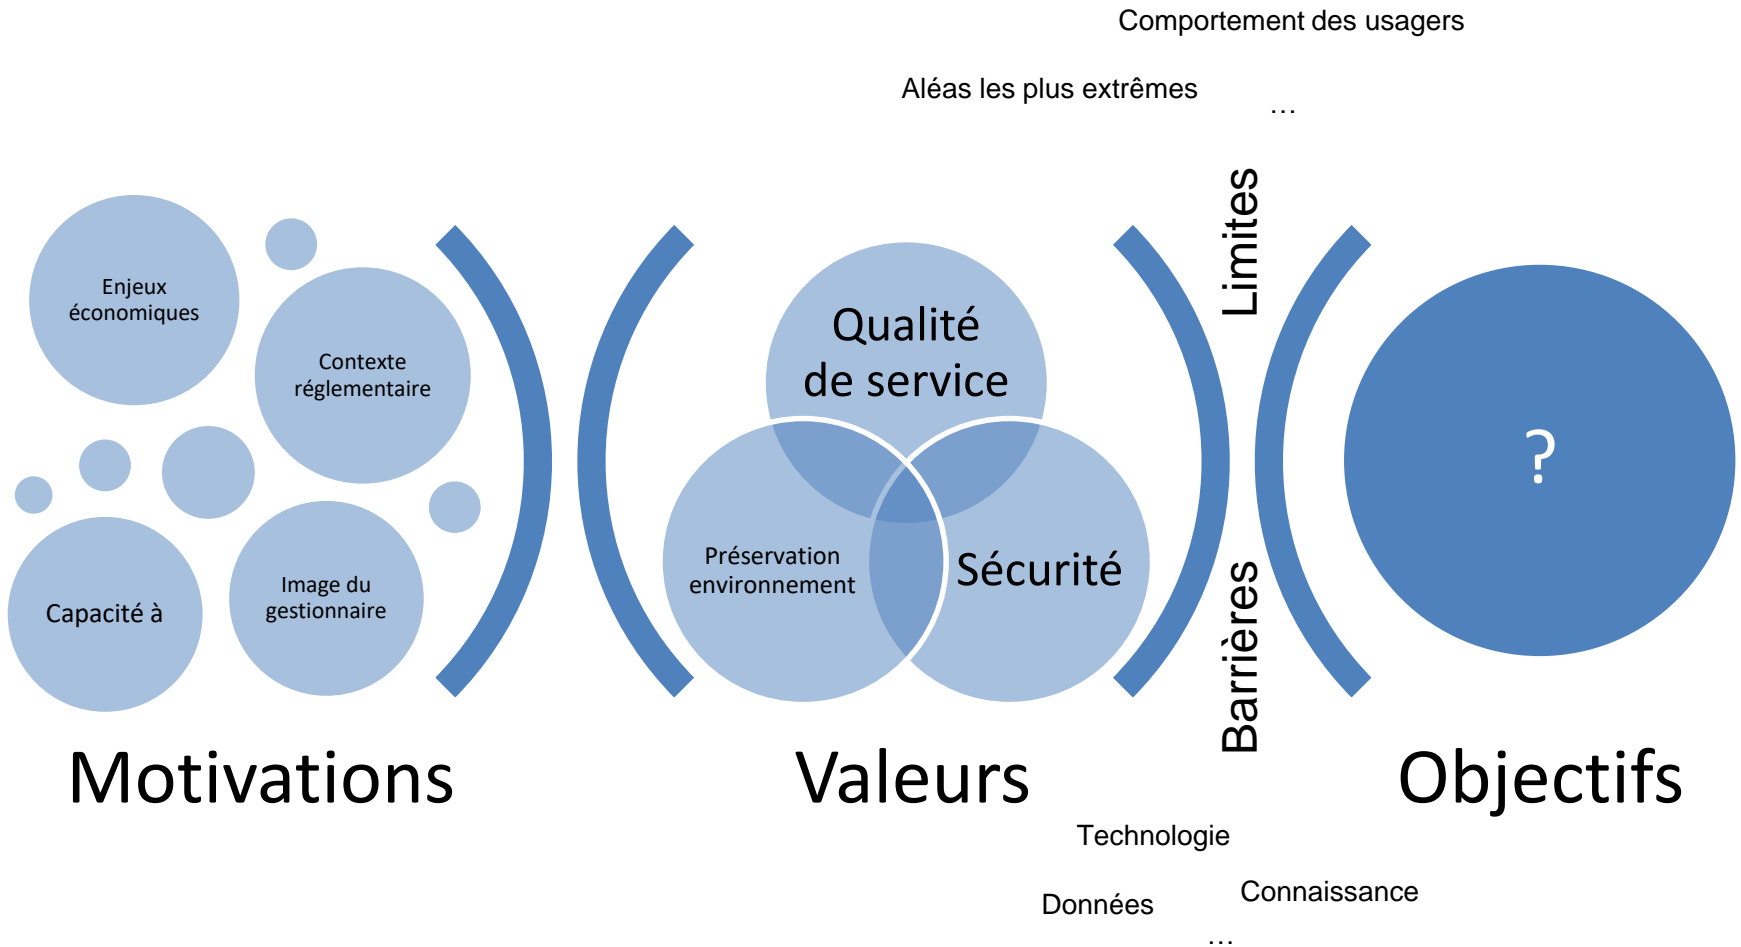 Comportement des usagers
Aléas les plus extrêmes
…
Limites
Enjeux
économiques
Contexte
réglementaire
Capacité à
Image du
gestionnaire
Qualité
de service
Préservation
environnement
Sécurité
?
Barrières
Motivations
Valeurs
Objectifs
Technologie
Connaissance
Données
…